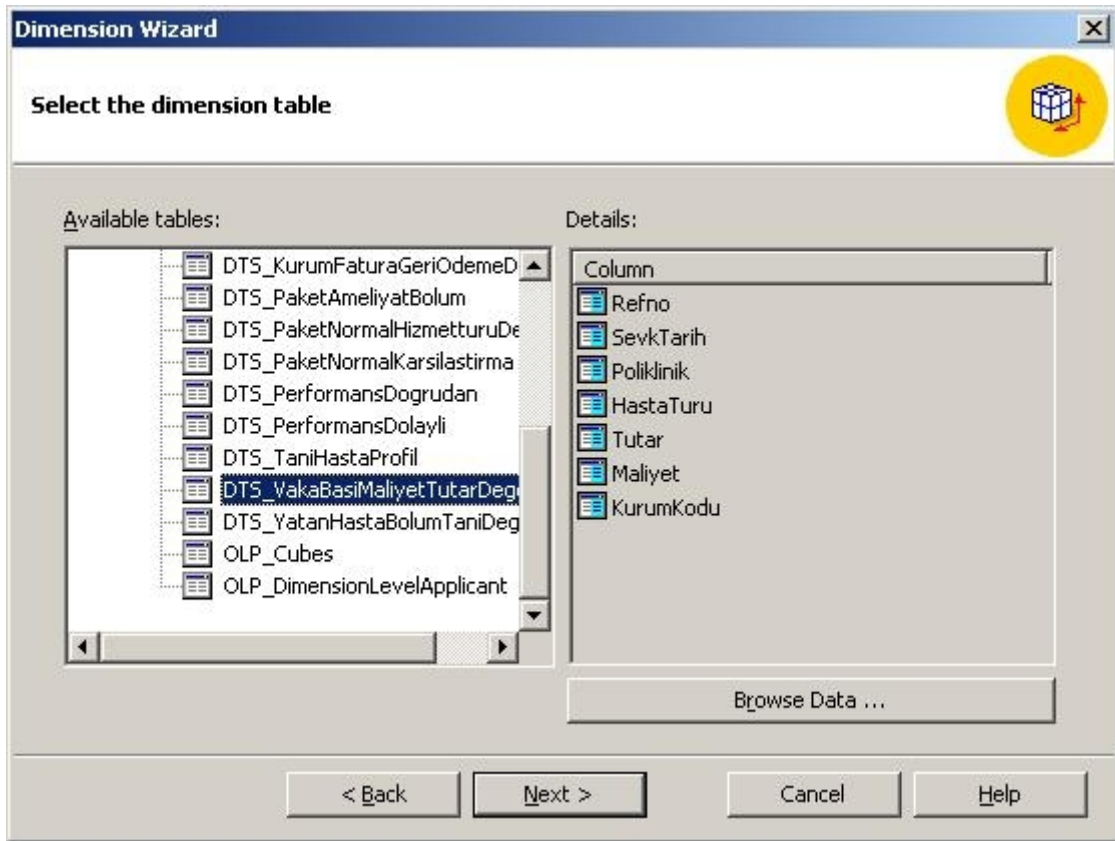 Dimension Wizard
Select the dimension table
Available tables:
DTS_KurumFaturaGeriOdemeD
DTS_PaketAmeliyatBolum
DTS_PaketNormalHizmetturuDe
DTS_PaketNormalKarsilastirma
DTS_PerformansDogrudan
DTS_PerformansDolayli
DTS_TaniHastaProfil
DTS_VakaBasiMaliyetTutarDeg
DTS_YatanHastaBolumTaniDeg
OLP_Cubes
OLP_DimensionLevelApplicant
Details:
Column
Refno
SevkTarih
Poliklinik
HastaTuru
Tutar
Maliyet
KurumKodu
Browse Data ...
< Back
Next >
Cancel
Help